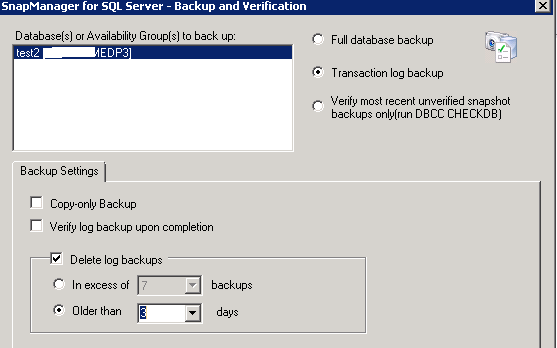 SnapManager for SQL Server - Backup and Verification
Database(s) or Availability Group(s) to back up:
test2 MEDP3]
Full database backup
Transaction log backup
Verify most recent unverified snapshot
backups only(run DBCC CHECKDB)
Backup Settings
Copy-only Backup
Verify log backup upon completion
Delete log backups
In excess of 7 backups
Older than 3 days